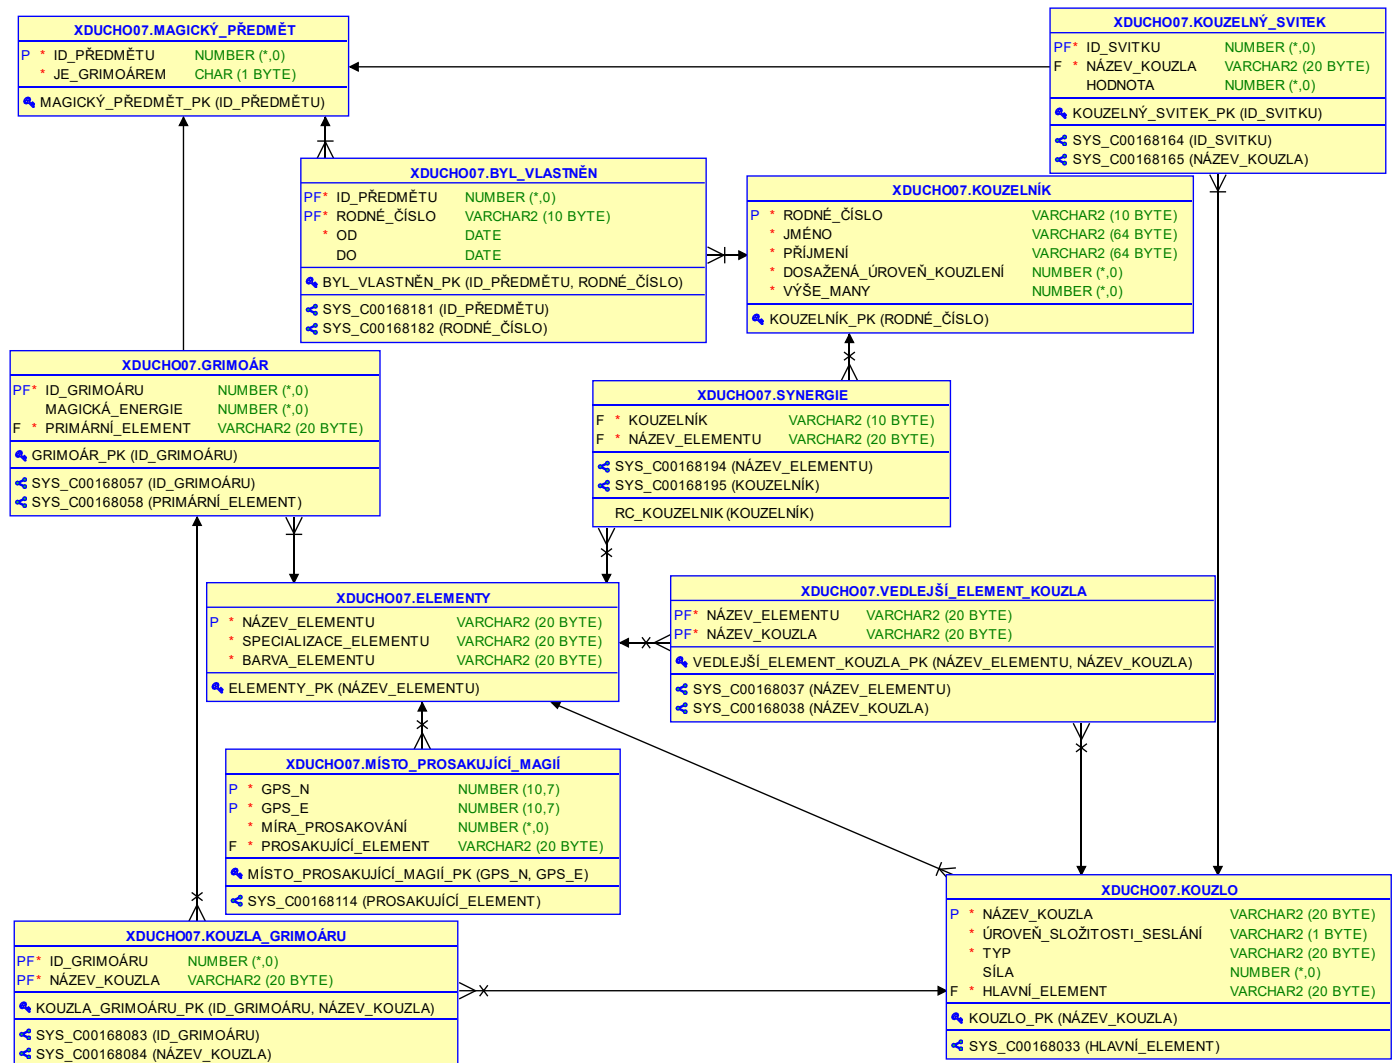 XDUCHO07.MAGICKÝ_PŘEDMĚT
P * ID_PŘEDMĚTU NUMBER (*,0)
* JE_GRIMOÁREM CHAR (1 BYTE)
MAGICKÝ_PŘEDMĚT_PK (ID_PŘEDMĚTU)
XDUCHO07.KOUZELNÝ_SVITEK
PF* ID_SVITKU NUMBER (*,0)
F * NÁZEV_KOUZLA VARCHAR2 (20 BYTE)
HODNOTA NUMBER (*,0)
KOUZELNÝ_SVITEK_PK (ID_SVITKU)
SYS_C00168164 (ID_SVITKU)
SYS_C00168165 (NÁZEV_KOUZLA)
XDUCHO07.BYL_VLASTNĚN
PF* ID_PŘEDMĚTU NUMBER (*,0)
PF* RODNÉ_ČÍSLO VARCHAR2 (10 BYTE)
* OD DATE
DO DATE
BYL_VLASTNĚN_PK (ID_PŘEDMĚTU, RODNÉ_ČÍSLO)
SYS_C00168181 (ID_PŘEDMĚTU)
SYS_C00168182 (RODNÉ_ČÍSLO)
XDUCHO07.KOUZELNÍK
P * RODNÉ_ČÍSLO VARCHAR2 (10 BYTE)
* JMÉNO VARCHAR2 (64 BYTE)
* PŘÍJMENÍ VARCHAR2 (64 BYTE)
* DOSAŽENÁ_ÚROVEŇ_KOUZLENÍ NUMBER (*,0)
* VÝŠE_MANY NUMBER (*,0)
KOUZELNÍK_PK (RODNÉ_ČÍSLO)
XDUCHO07.GRIMOÁR
PF* ID_GRIMOÁRU NUMBER (*,0)
MAGICKÁ_ENERGIE NUMBER (*,0)
F * PRIMÁRNÍ_ELEMENT VARCHAR2 (20 BYTE)
GRIMOÁR_PK (ID_GRIMOÁRU)
SYS_C00168057 (ID_GRIMOÁRU)
SYS_C00168058 (PRIMÁRNÍ_ELEMENT)
XDUCHO07.SYNERGIE
F * KOUZELNÍK VARCHAR2 (10 BYTE)
F * NÁZEV_ELEMENTU VARCHAR2 (20 BYTE)
SYS_C00168194 (NÁZEV_ELEMENTU)
SYS_C00168195 (KOUZELNÍK)
RC_KOUZELNIK (KOUZELNÍK)
XDUCHO07.ELEMENTY
P * NÁZEV_ELEMENTU VARCHAR2 (20 BYTE)
* SPECIALIZACE_ELEMENTU VARCHAR2 (20 BYTE)
* BARVA_ELEMENTU VARCHAR2 (20 BYTE)
ELEMENTY_PK (NÁZEV_ELEMENTU)
XDUCHO07.VEDLEJŠÍ_ELEMENT_KOUZLA
PF* NÁZEV_ELEMENTU VARCHAR2 (20 BYTE)
PF* NÁZEV_KOUZLA VARCHAR2 (20 BYTE)
VEDLEJŠÍ_ELEMENT_KOUZLA_PK (NÁZEV_ELEMENTU, NÁZEV_KOUZLA)
SYS_C00168037 (NÁZEV_ELEMENTU)
SYS_C00168038 (NÁZEV_KOUZLA)
XDUCHO07.MÍSTO_PROSAKUJÍCÍ_MAGIÍ
P * GPS_N NUMBER (10,7)
P * GPS_E NUMBER (10,7)
* MÍRA_PROSAKOVÁNÍ NUMBER (*,0)
F * PROSAKUJÍCÍ_ELEMENT VARCHAR2 (20 BYTE)
MÍSTO_PROSAKUJÍCÍ_MAGIÍ_PK (GPS_N, GPS_E)
SYS_C00168114 (PROSAKUJÍCÍ_ELEMENT)
XDUCHO07.KOUZLO
P * NÁZEV_KOUZLA VARCHAR2 (20 BYTE)
* ÚROVEŇ_SLOŽITOSTI_SESLÁNÍ VARCHAR2 (1 BYTE)
* TYP VARCHAR2 (20 BYTE)
SÍLA NUMBER (*,0)
F * HLAVNÍ_ELEMENT VARCHAR2 (20 BYTE)
KOUZLO_PK (NÁZEV_KOUZLA)
SYS_C00168033 (HLAVNÍ_ELEMENT)
XDUCHO07.KOUZLA_GRIMOÁRU
PF* ID_GRIMOÁRU NUMBER (*,0)
PF* NÁZEV_KOUZLA VARCHAR2 (20 BYTE)
KOUZLA_GRIMOÁRU_PK (ID_GRIMOÁRU, NÁZEV_KOUZLA)
SYS_C00168083 (ID_GRIMOÁRU)
SYS_C00168084 (NÁZEV_KOUZLA)